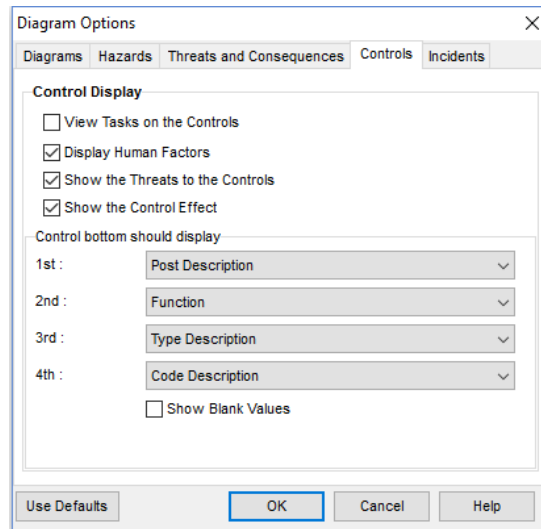 Diagram Options
Diagrams Hazards Threats and Consequences Controls Incidents
Control Display
View Tasks on the Controls
Display Human Factors
Show the Threats to the Controls
Show the Control Effect
Control bottom should display
1st : Post Description
2nd : Function
3rd : Type Description
4th : Code Description
Show Blank Values
Use Defaults OK Cancel Help